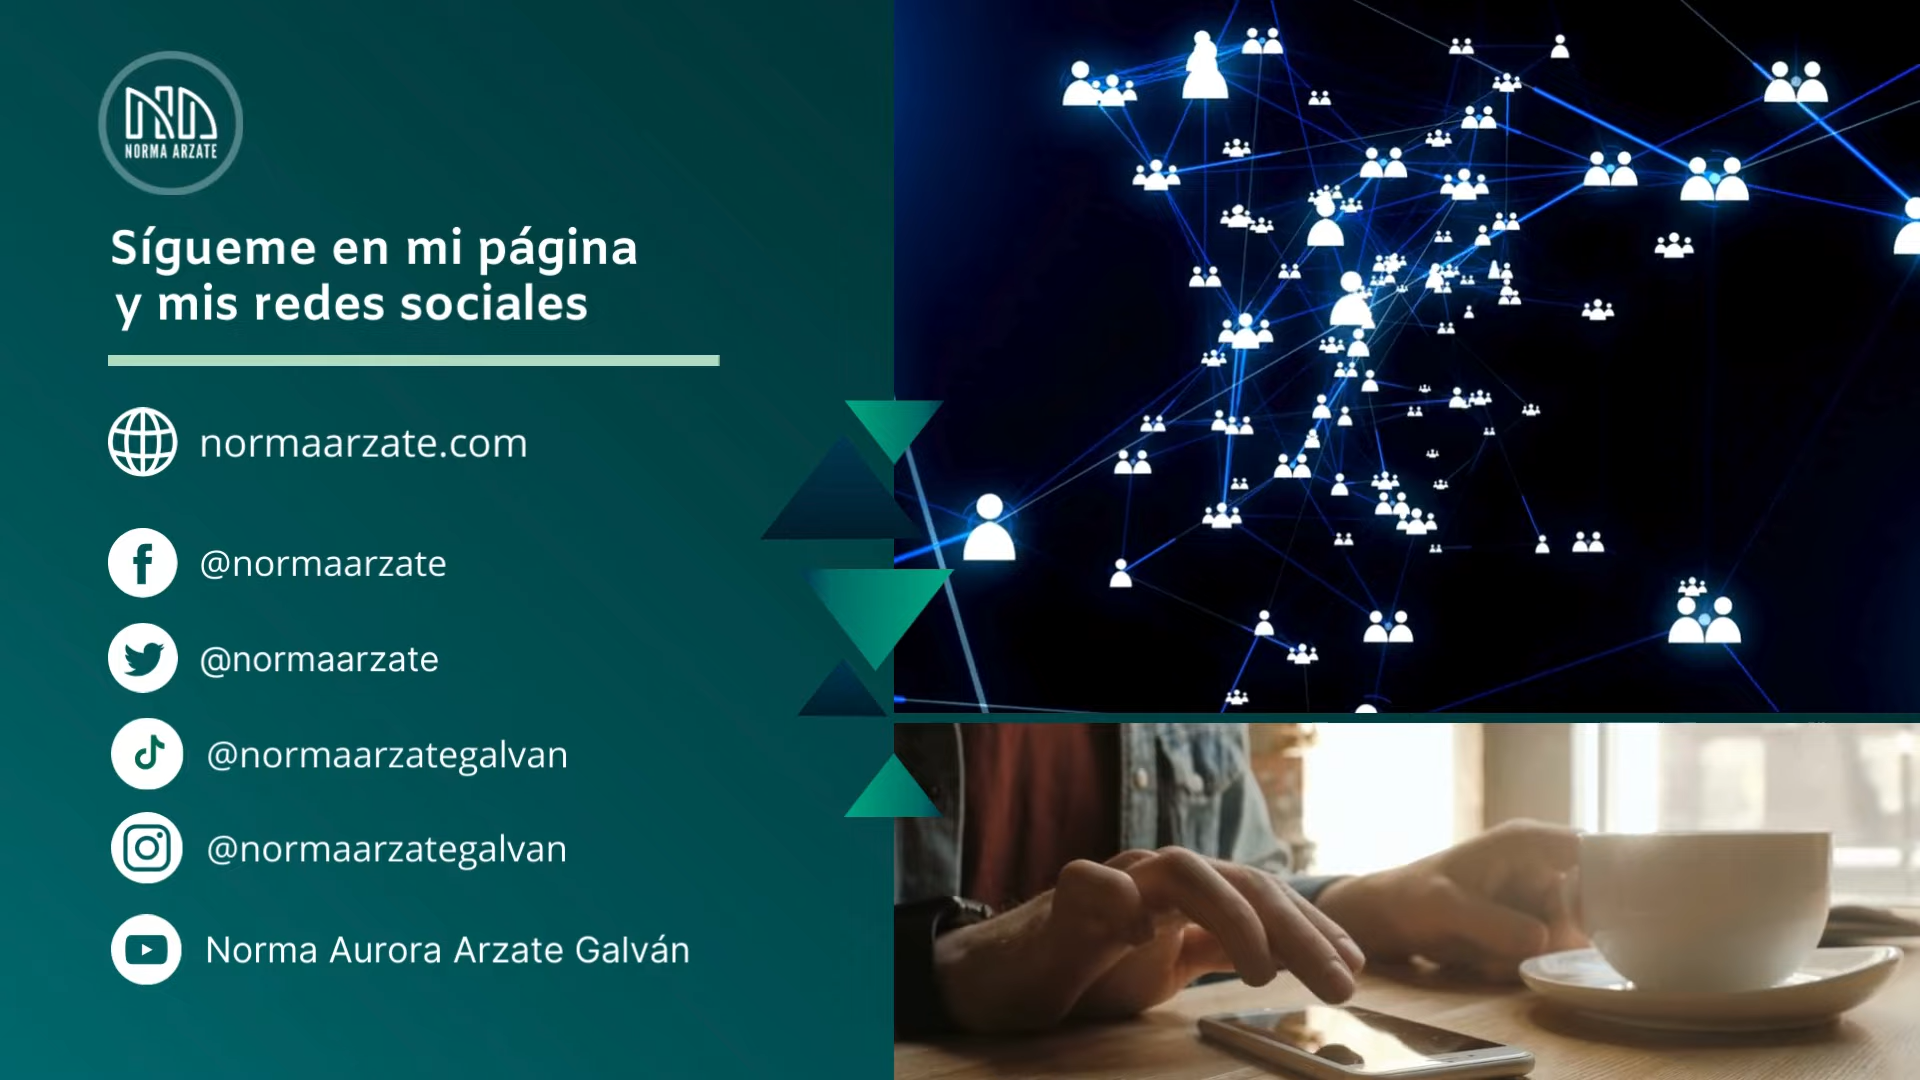 NORMA ARZATE
Sígueme en mi página
y mis redes sociales
normaarzate.com
@normaarzate
@normaarzate
@normaarzategalvan
@normaarzategalvan
Norma Aurora Arzate Galván